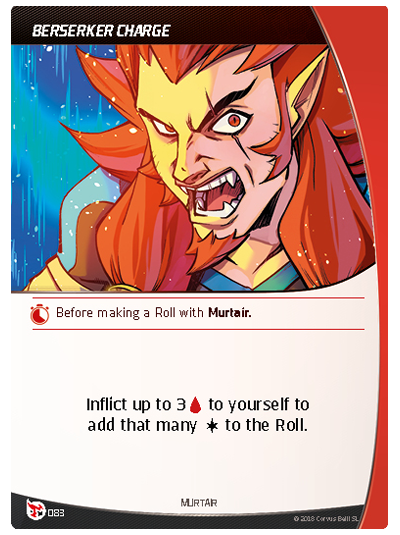 BERSERKER CHARGE
Before making a Roll with Murtair.
Inflict up to 3 to yourself to
add that many to the Roll.
MURTAIR
083
© 2018 Corvus Belli SL